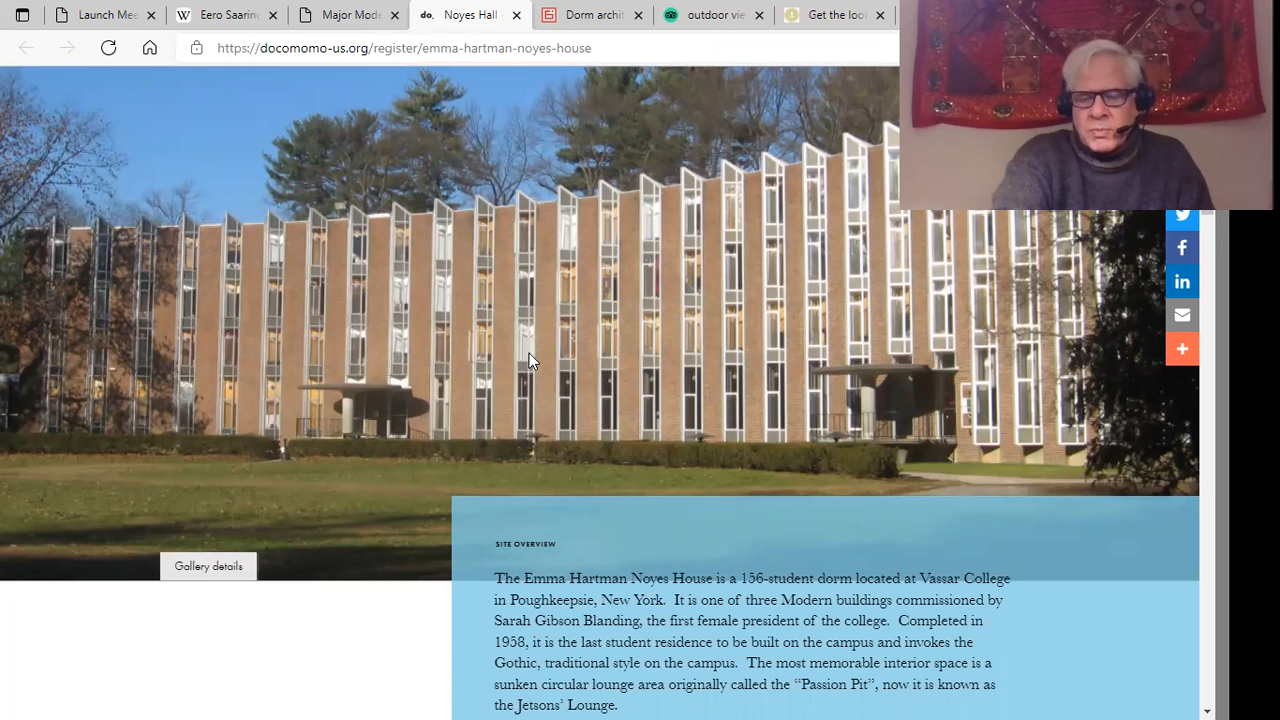 Launch Mee
Eero Saarine
Major Mode
do. Noyes Hall
Dorm archit
outdoor vie
Get the loo
https://docomomo-us.org/register/emma-hartman-noyes-house
Gallery details
SITE OVERVIEW
The Emma Hartman Noyes House is a 156-student dorm located at Vassar College
in Poughkeepsie, New York. It is one of three Modern buildings commissioned by
Sarah Gibson Blanding, the first female president of the college. Completed in
1958, it is the last student residence to be built on the campus and invokes the
Gothic, traditional style on the campus. The most memorable interior space is a
sunken circular lounge area originally called the “Passion Pit”, now it is known as
the Jetsons’ Lounge.